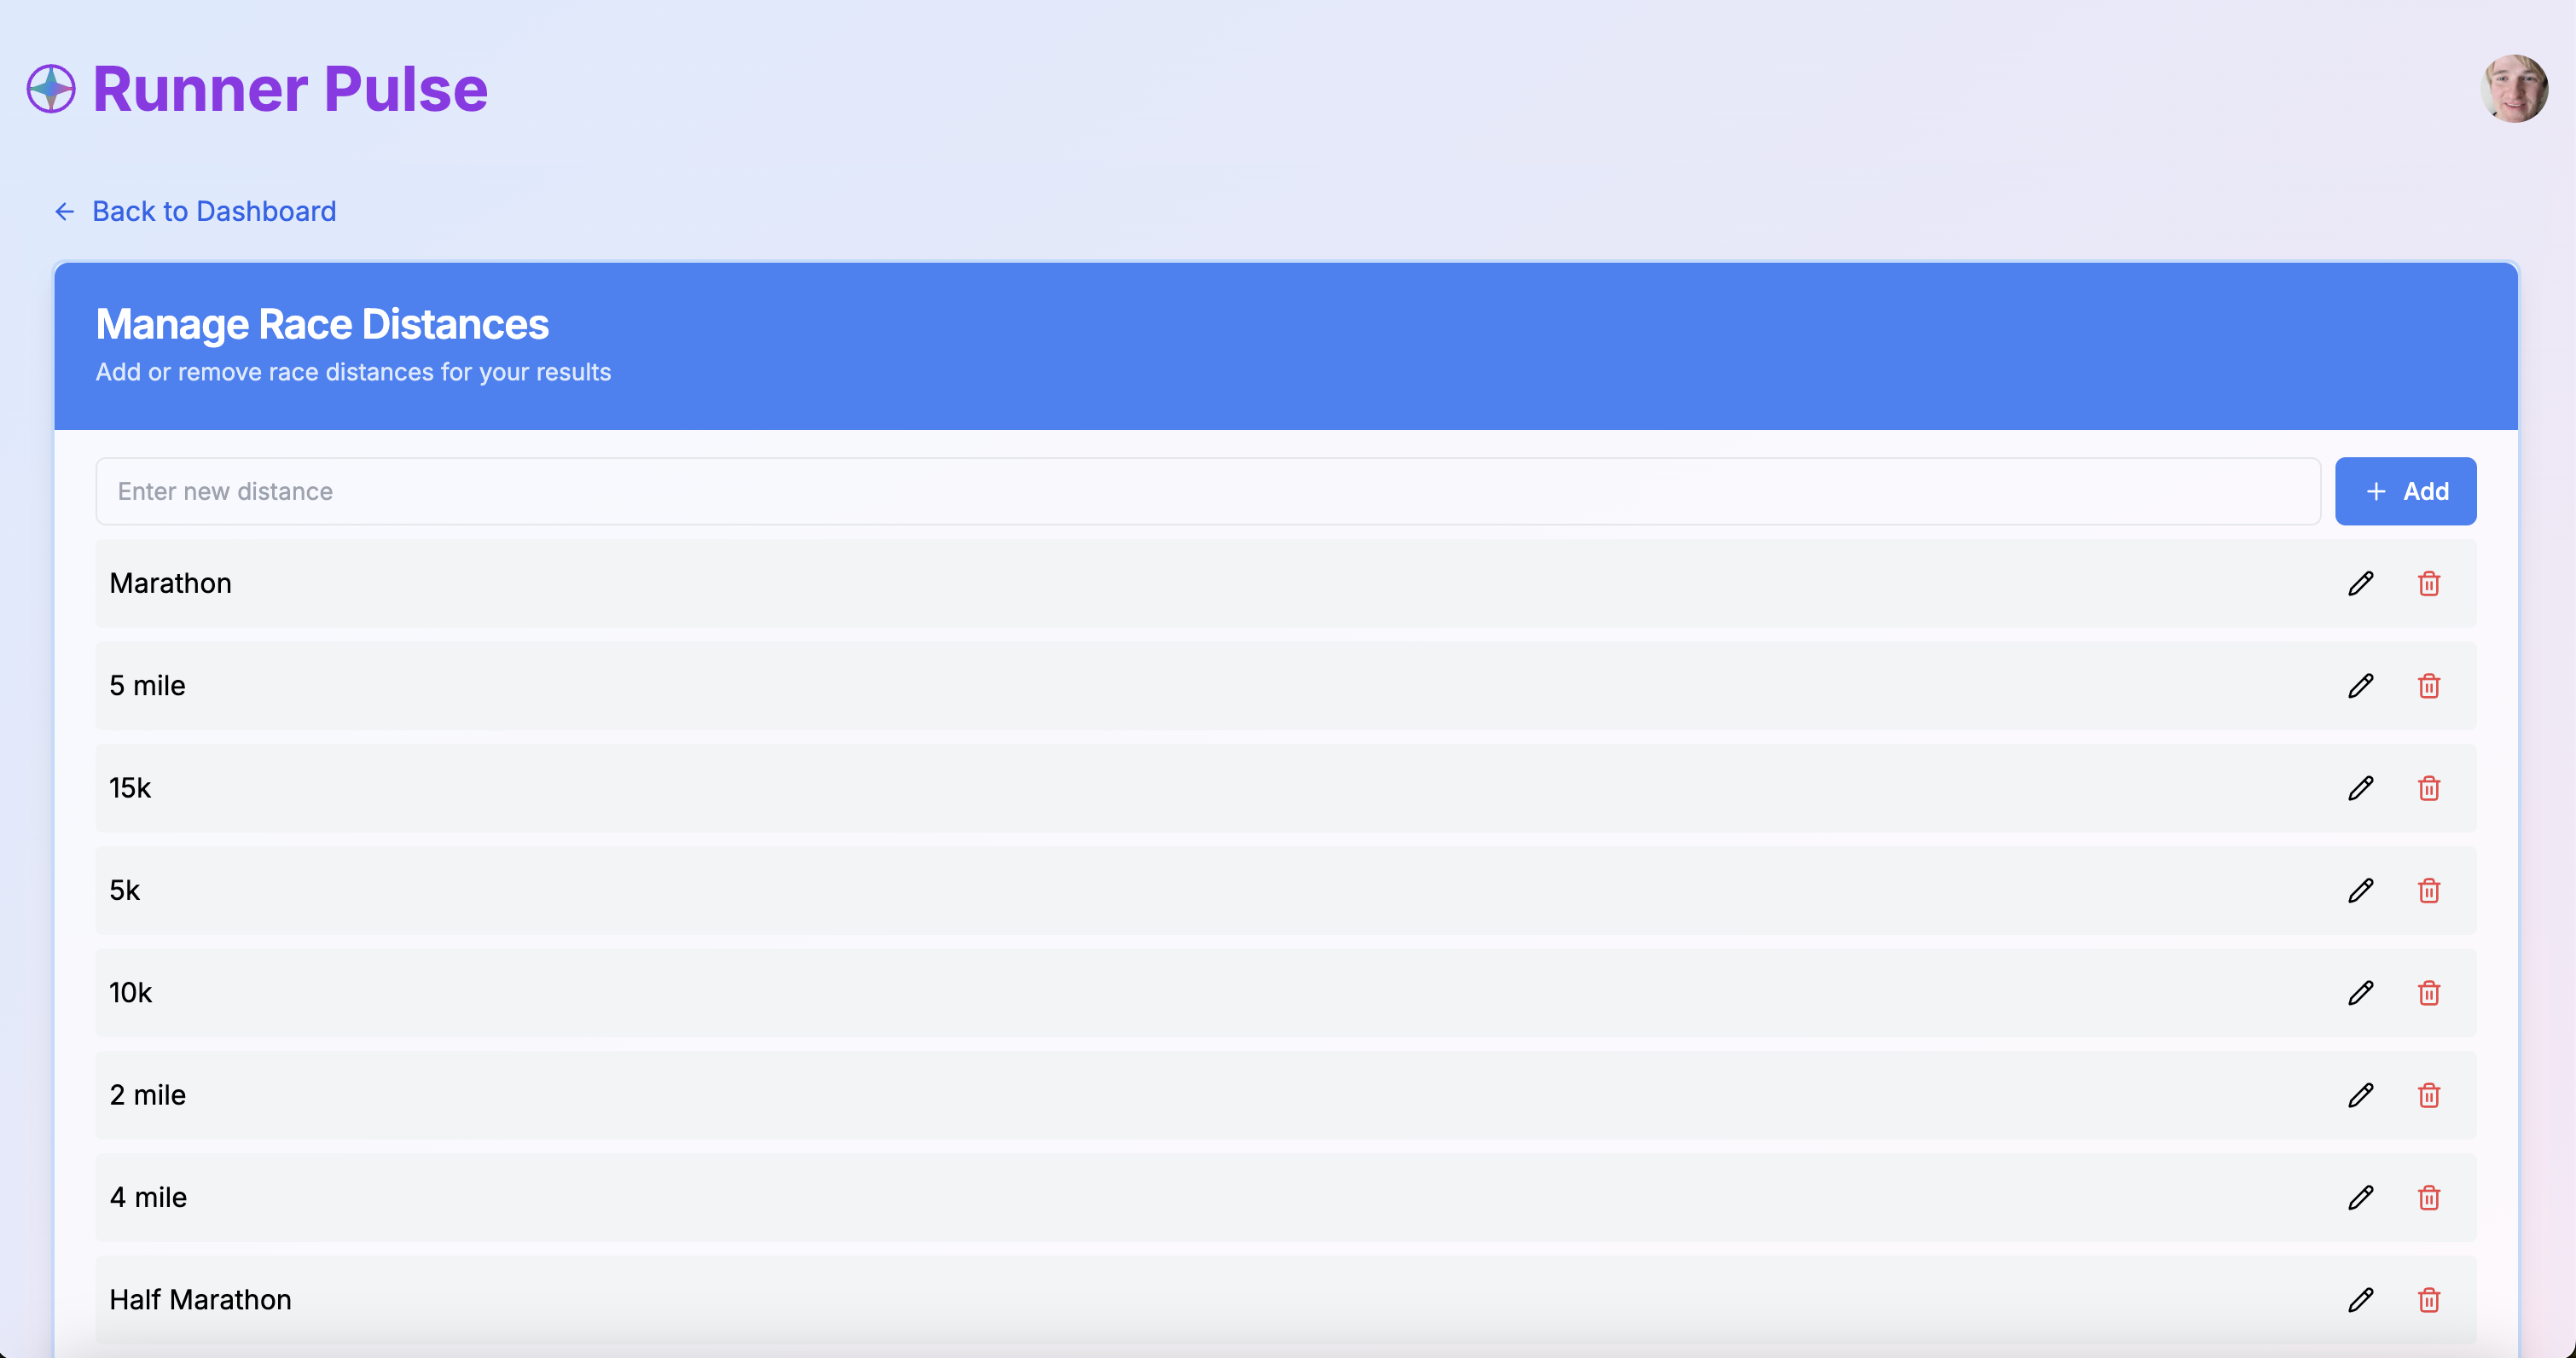 Runner Pulse
Back to Dashboard
Manage Race Distances
Add or remove race distances for your results
Enter new distance
Add
Marathon
5 mile
15k
5k
10k
2 mile
4 mile
Half Marathon